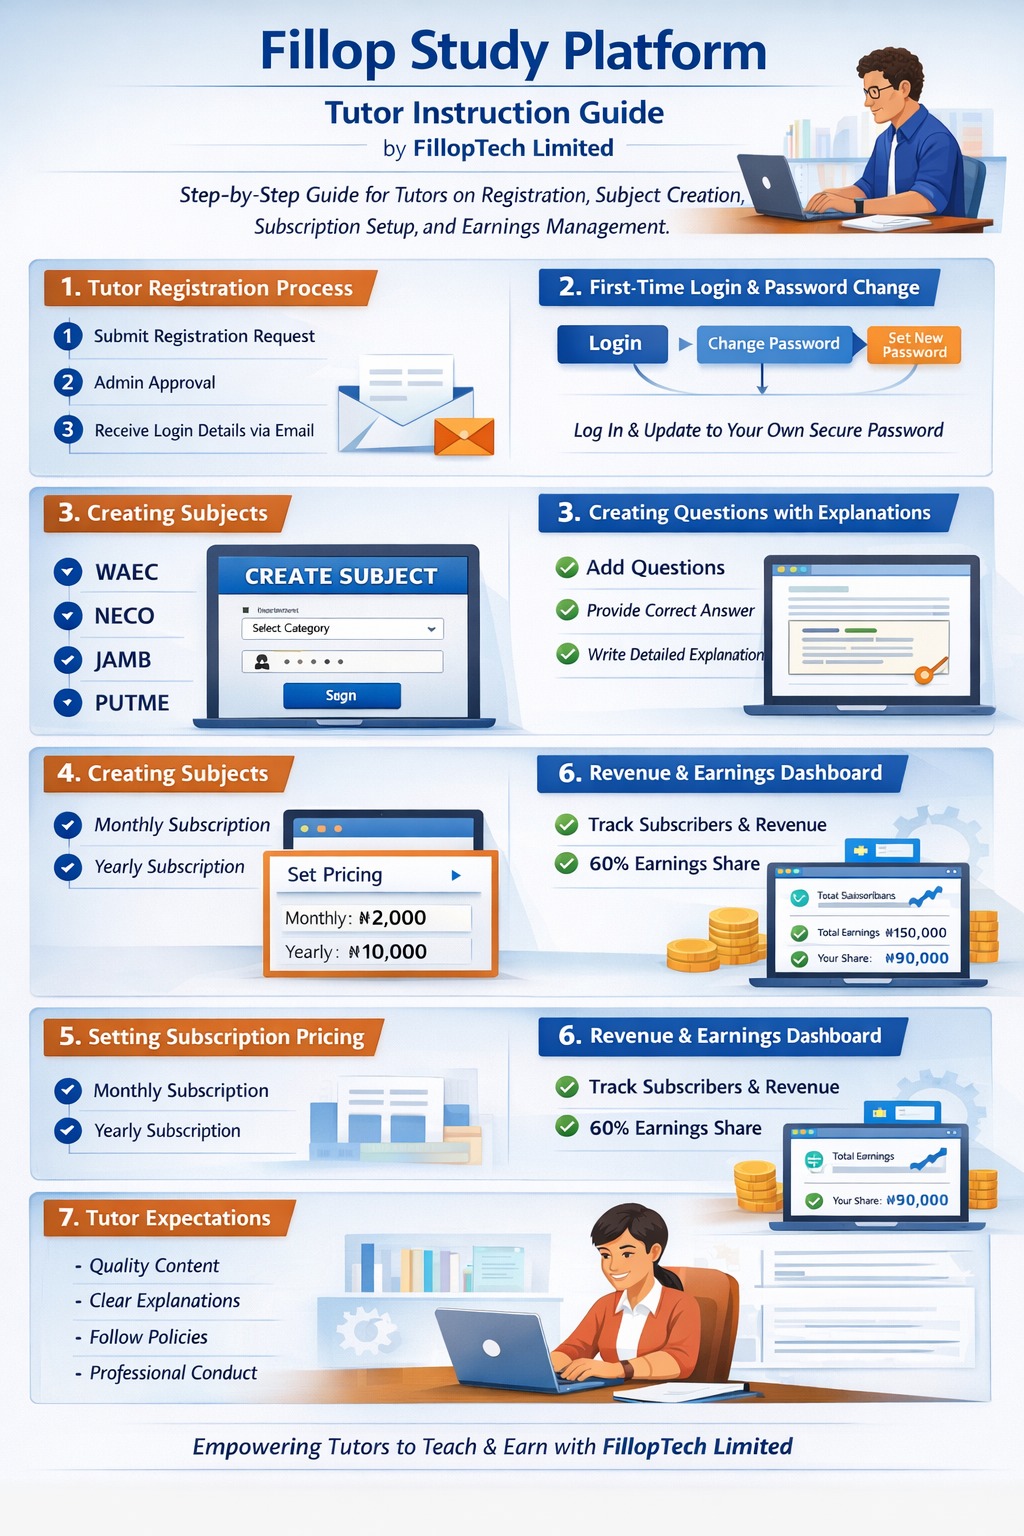 Fillop Study Platform
Tutor Instruction Guide
by FillopTech Limited
Step-by-Step Guide for Tutors on Registration, Subject Creation,
Subscription Setup, and Earnings Management.
1. Tutor Registration Process
1 Submit Registration Request
2 Admin Approval
3 Receive Login Details via Email
2. First-Time Login & Password Change
Login
Change Password
Set New
Password
Log In & Update to Your Own Secure Password
3. Creating Subjects
WAEC
NECO
JAMB
PUTME
CREATE SUBJECT
Select Category
Sɐgn
3. Creating Questions with Explanations
Add Questions
Provide Correct Answer
Write Detailed Explanation
4. Creating Subjects
Monthly Subscription
Yearly Subscription
Set Pricing
Monthly: ₦2,000
Yearly: ₦10,000
6. Revenue & Earnings Dashboard
Track Subscribers & Revenue
60% Earnings Share
Total
Total Earnings ₦150,000
Your Share: ₦90,000
5. Setting Subscription Pricing
Monthly Subscription
Yearly Subscription
6. Revenue & Earnings Dashboard
Track Subscribers & Revenue
60% Earnings Share
Total Earnings
Your Share: ₦90,000
7. Tutor Expectations
- Quality Content
- Clear Explanations
- Follow Policies
- Professional Conduct
Empowering Tutors to Teach & Earn with FillopTech Limited